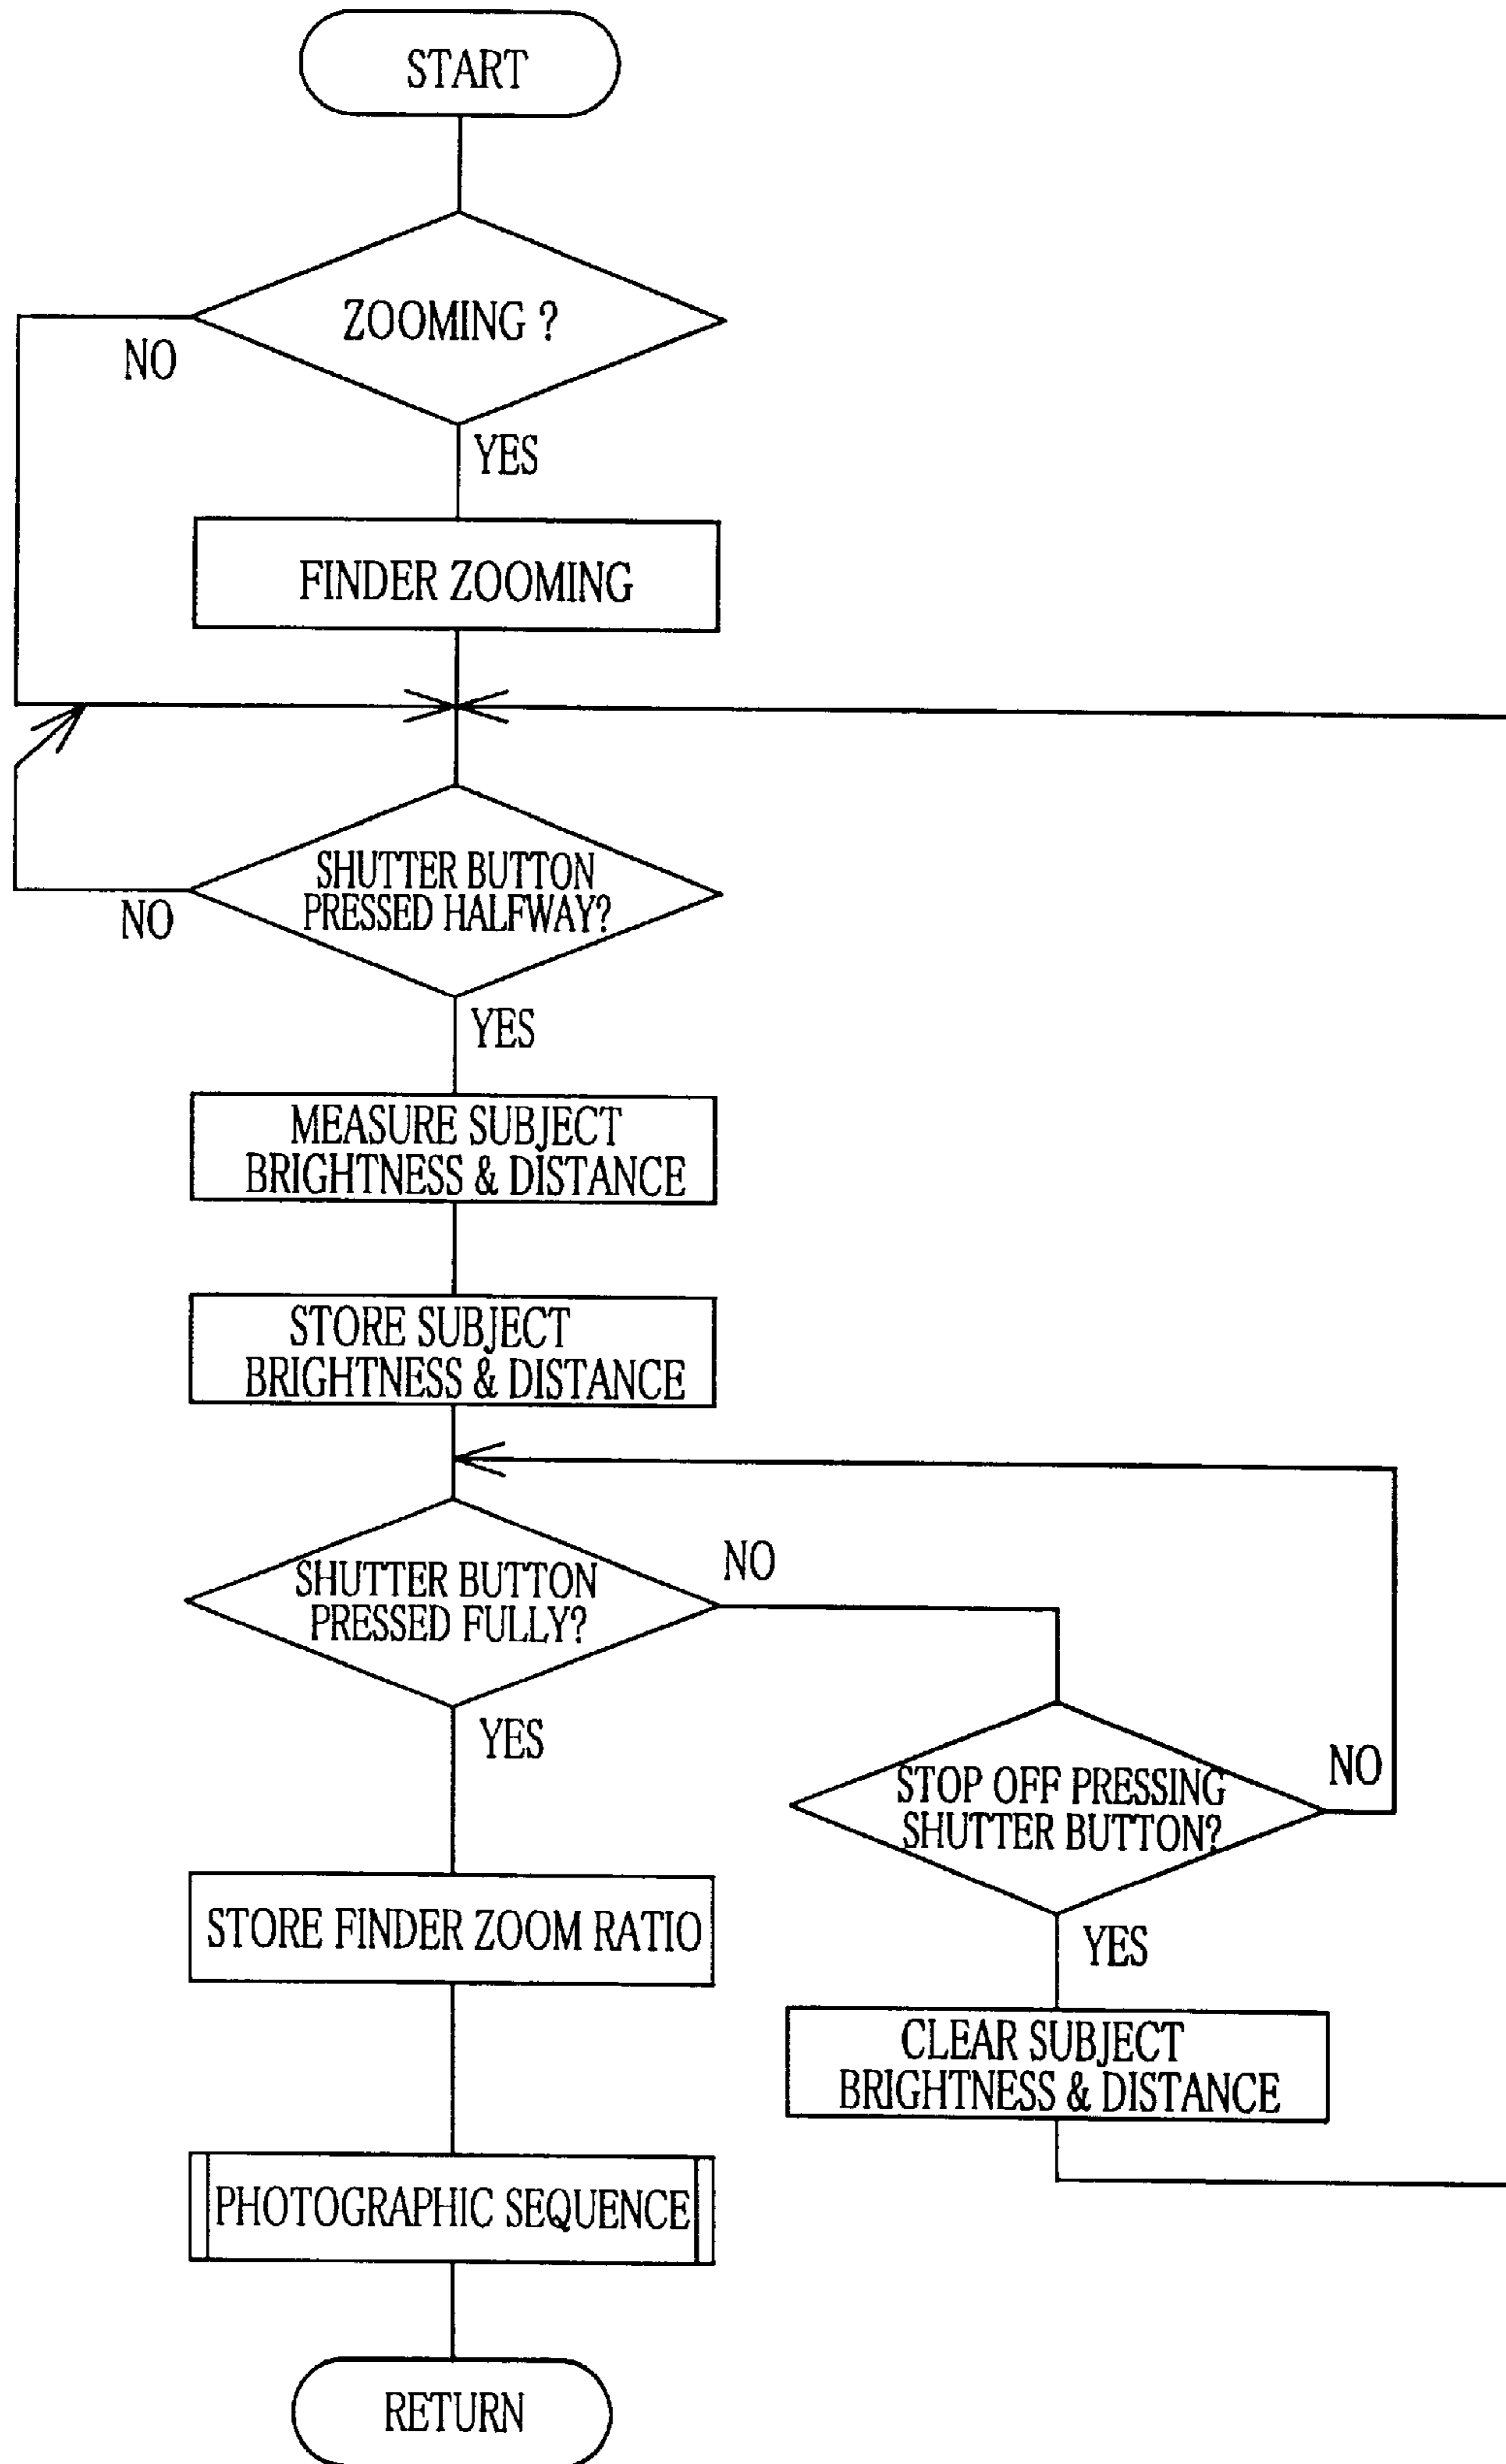 START
ZOOMING ?
NO
YES
FINDER ZOOMING
SHUTTER BUTTON
PRESSED HALFWAY?
NO
YES
MEASURE SUBJECT
BRIGHTNESS & DISTANCE
STORE SUBJECT
BRIGHTNESS & DISTANCE
SHUTTER BUTTON
PRESSED FULLY?
NO
YES
STOP OFF PRESSING
SHUTTER BUTTON?
NO
YES
STORE FINDER ZOOM RATIO
CLEAR SUBJECT
BRIGHTNESS & DISTANCE
PHOTOGRAPHIC SEQUENCE
RETURN